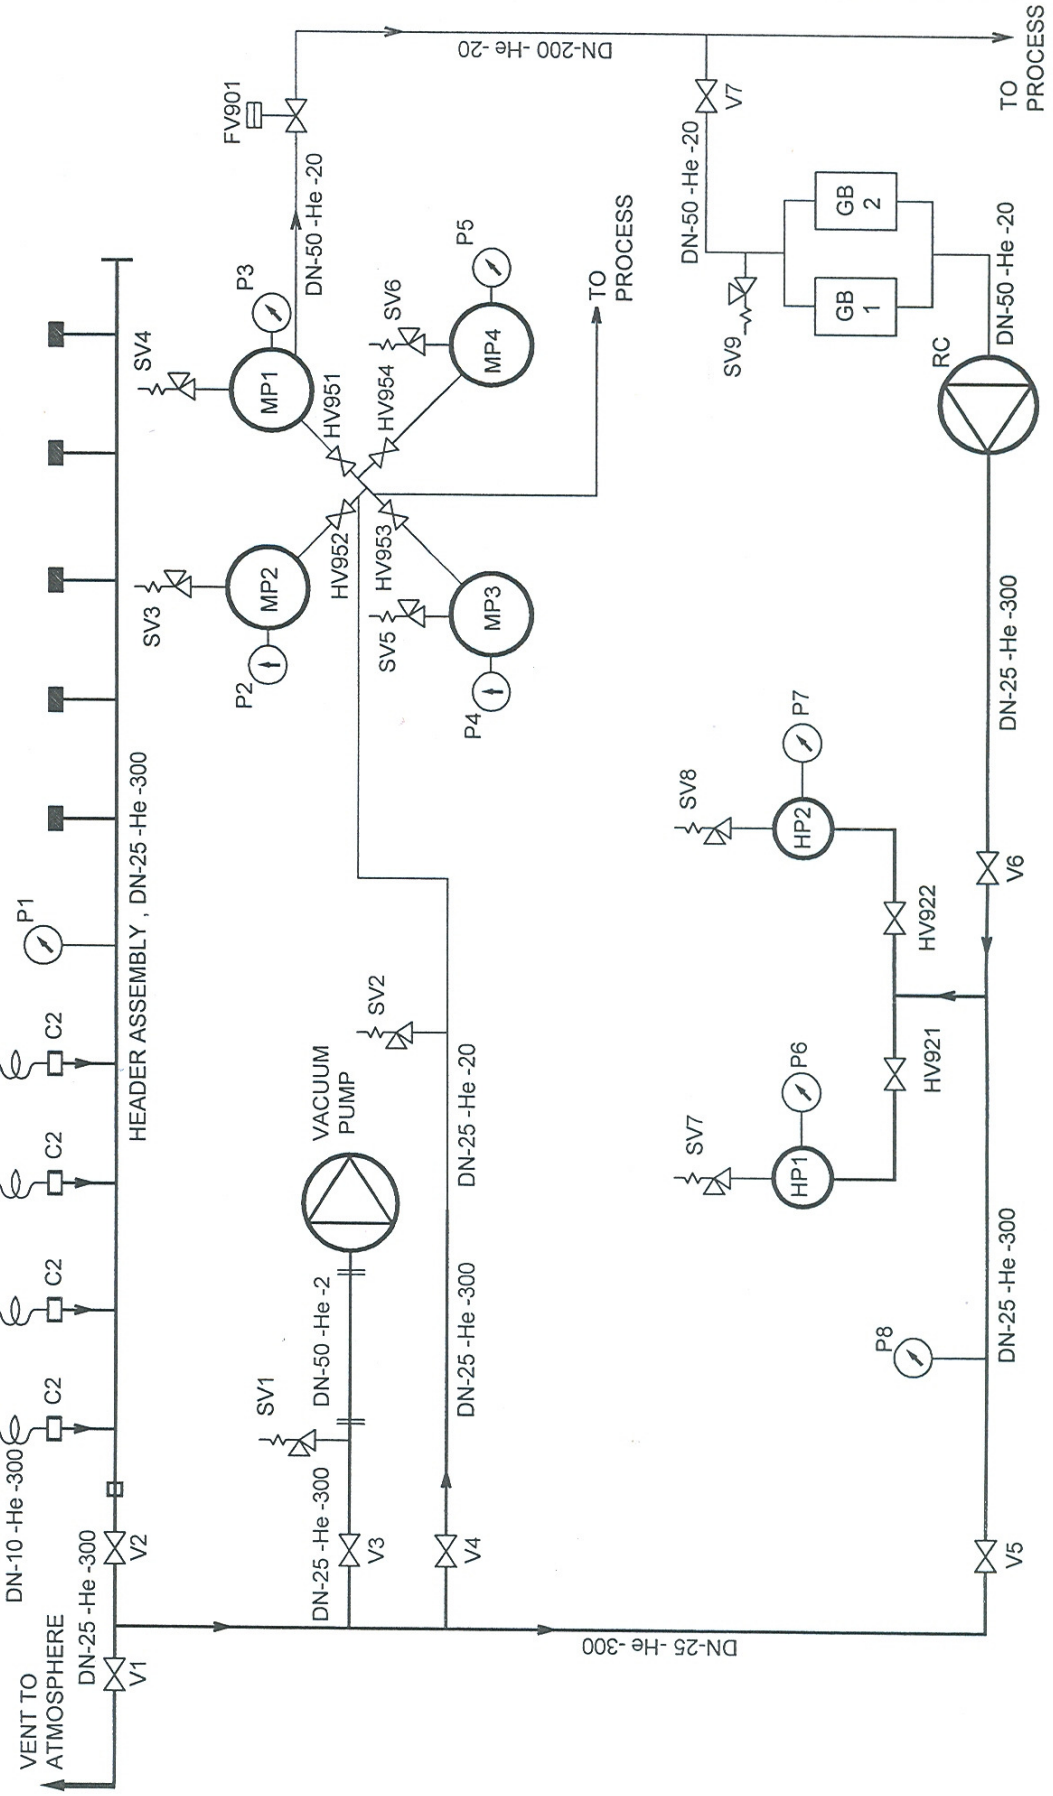 VENT TO
ATMOSPHERE
DN-25 -He -300
V1
V2
DN-10 -He -300
C2
C2
C2
C2
P1
HEADER ASSEMBLY , DN-25 -He -300
DN-25 -He -300
V3
SV1
DN-50 -He -2
VACUUM
PUMP
V4
DN-25 -He -300
DN-25 -He -20
SV2
DN-25 -He -300
V5
P8
DN-25 -He -300
SV7
HP1
P6
HV921
HV922
SV8
HP2
P7
V6
DN-25 -He -300
RC
DN-50 -He -20
GB
1
GB
2
SV9
DN-50 -He -20
V7
TO
PROCESS
DN-200 -He -20
FV901
DN-50 -He -20
SV4
MP1
P3
HV951
SV3
MP2
P2
HV952
SV5
MP3
P4
HV953
SV6
MP4
P5
HV954
TO
PROCESS